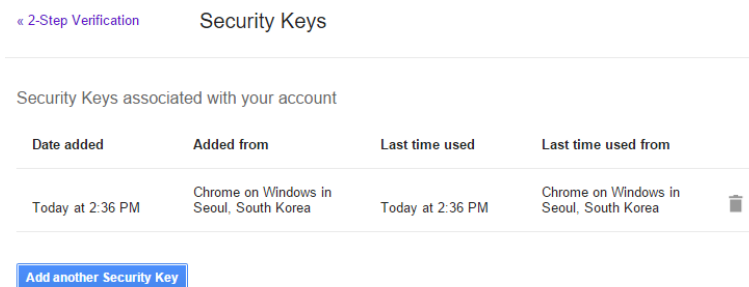 « 2-Step Verification Security Keys
Security Keys associated with your account
Date added Added from Last time used Last time used from
Today at 2:36 PM Chrome on Windows in Seoul, South Korea Today at 2:36 PM Chrome on Windows in Seoul, South Korea
Add another Security Key